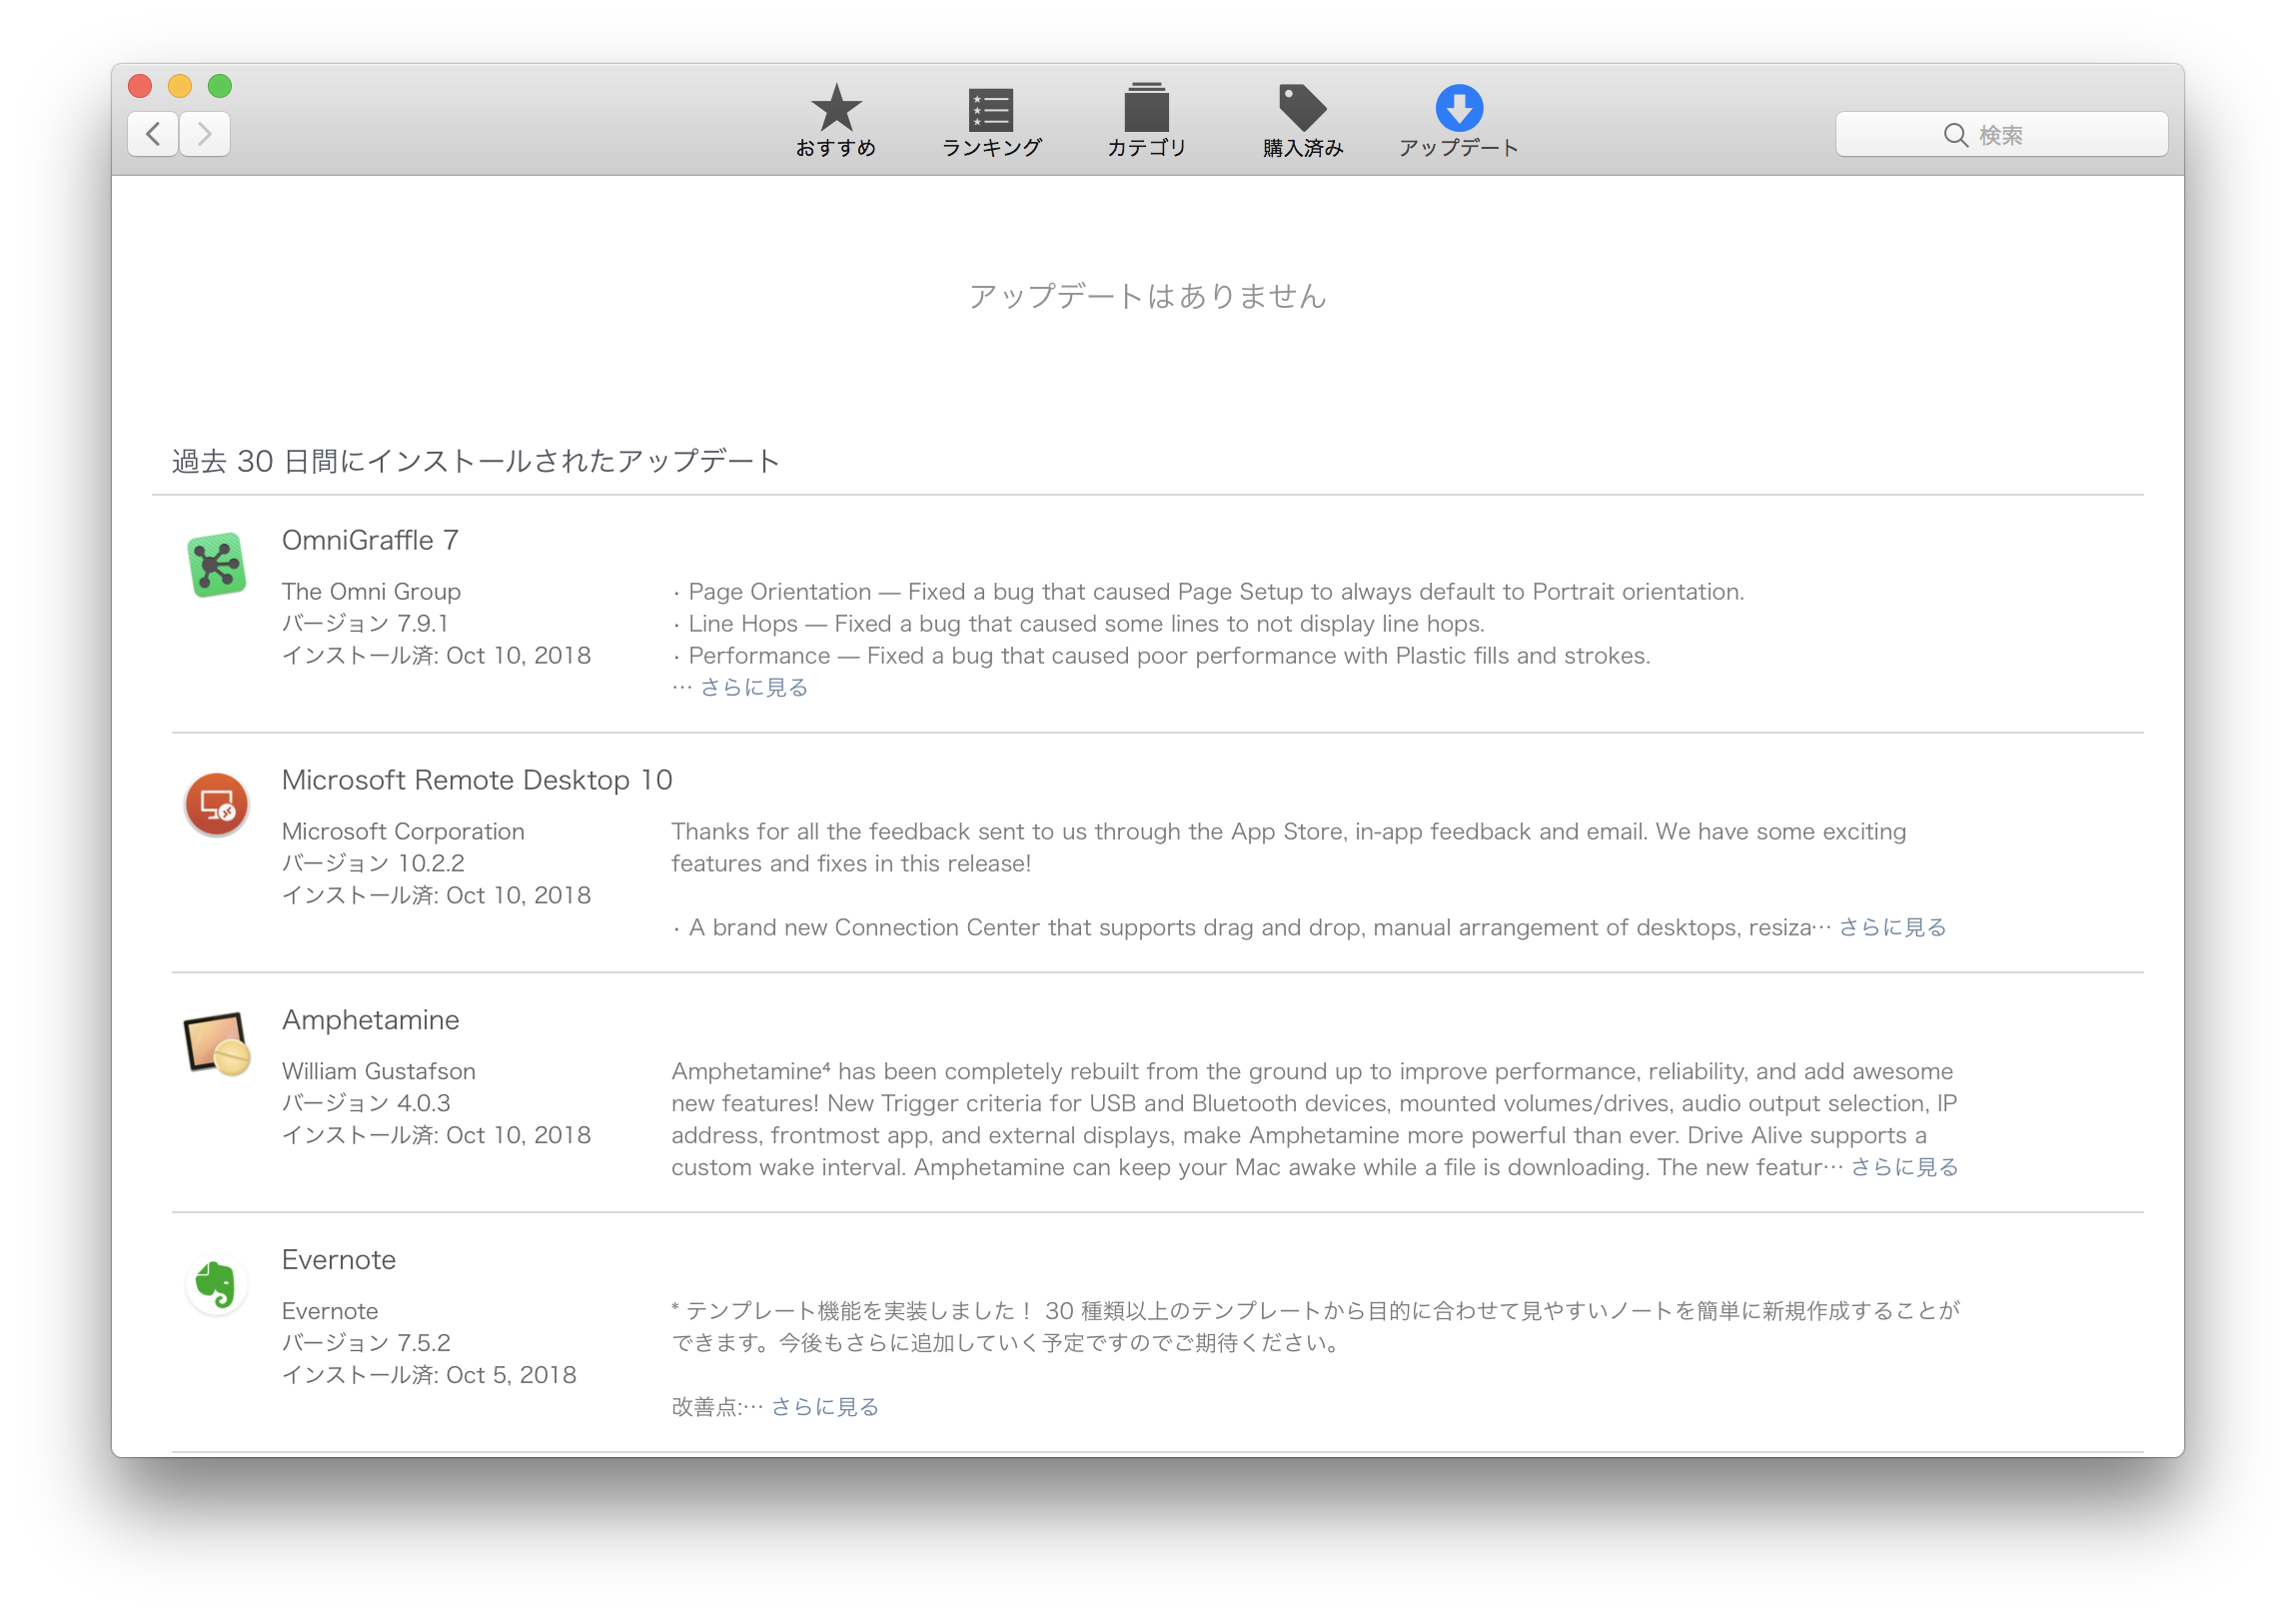 おすすめ
ランキング
カテゴリ
購入済み
アップデート
検索
アップデートはありません
過去 30 日間にインストールされたアップデート
OmniGraffle 7
The Omni Group
バージョン 7.9.1
インストール済: Oct 10, 2018
· Page Orientation — Fixed a bug that caused Page Setup to always default to Portrait orientation.
· Line Hops — Fixed a bug that caused some lines to not display line hops.
· Performance — Fixed a bug that caused poor performance with Plastic fills and strokes.
… さらに見る
Microsoft Remote Desktop 10
Microsoft Corporation
バージョン 10.2.2
インストール済: Oct 10, 2018
Thanks for all the feedback sent to us through the App Store, in-app feedback and email. We have some exciting
features and fixes in this release!
· A brand new Connection Center that supports drag and drop, manual arrangement of desktops, resiza… さらに見る
Amphetamine
William Gustafson
バージョン 4.0.3
インストール済: Oct 10, 2018
Amphetamine⁴ has been completely rebuilt from the ground up to improve performance, reliability, and add awesome
new features! New Trigger criteria for USB and Bluetooth devices, mounted volumes/drives, audio output selection, IP
address, frontmost app, and external displays, make Amphetamine more powerful than ever. Drive Alive supports a
custom wake interval. Amphetamine can keep your Mac awake while a file is downloading. The new featur… さらに見る
Evernote
Evernote
バージョン 7.5.2
インストール済: Oct 5, 2018
* テンプレート機能を実装しました！ 30 種類以上のテンプレートから目的に合わせて見やすいノートを簡単に新規作成することが
できます。今後もさらに追加していく予定ですのでご期待ください。
改善点:… さらに見る